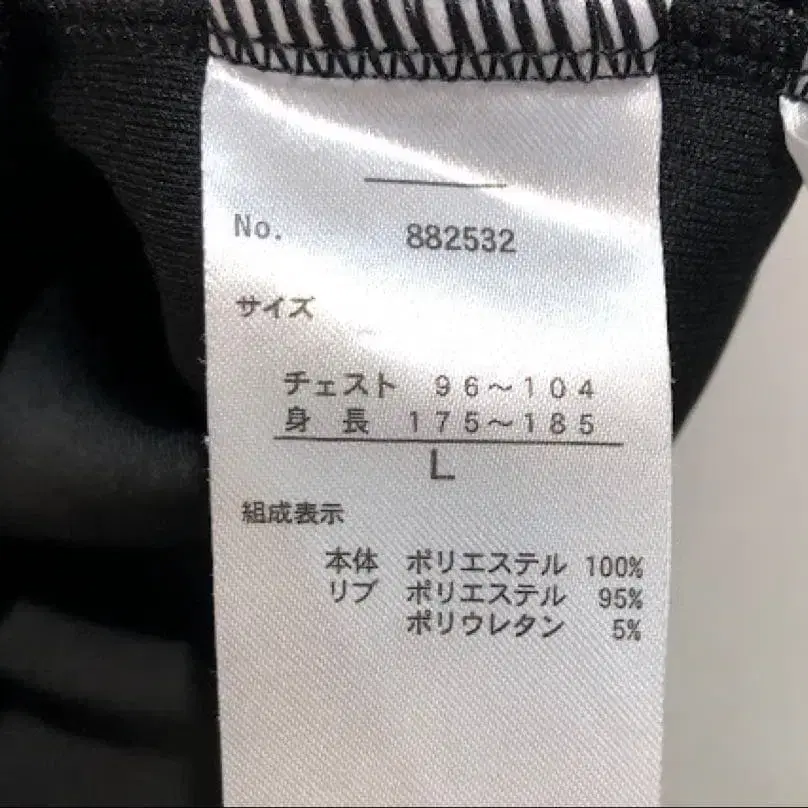 No. 882532
サイズ
チェスト 96～104
身長 175～185
L
組成表示
本体 ポリエステル 100%
リブ ポリエステル 95%
ポリウレタン 5%